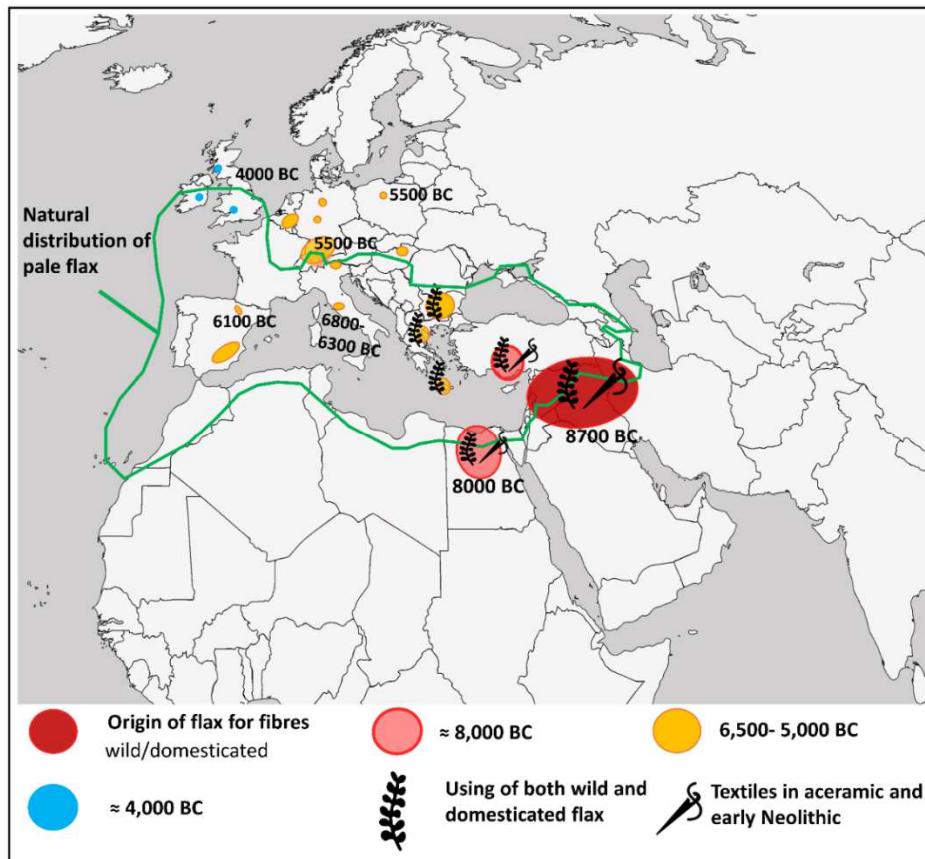 4000 BC
5500 BC
Natural
distribution of
pale flax
5500 BC
6100 BC
6800-
6300 BC
8700 BC
8000 BC
Origin of flax for fibres
wild/domesticated
≈ 8,000 BC
6,500- 5,000 BC
≈ 4,000 BC
Using of both wild and
domesticated flax
Textiles in aceramic and
early Neolithic